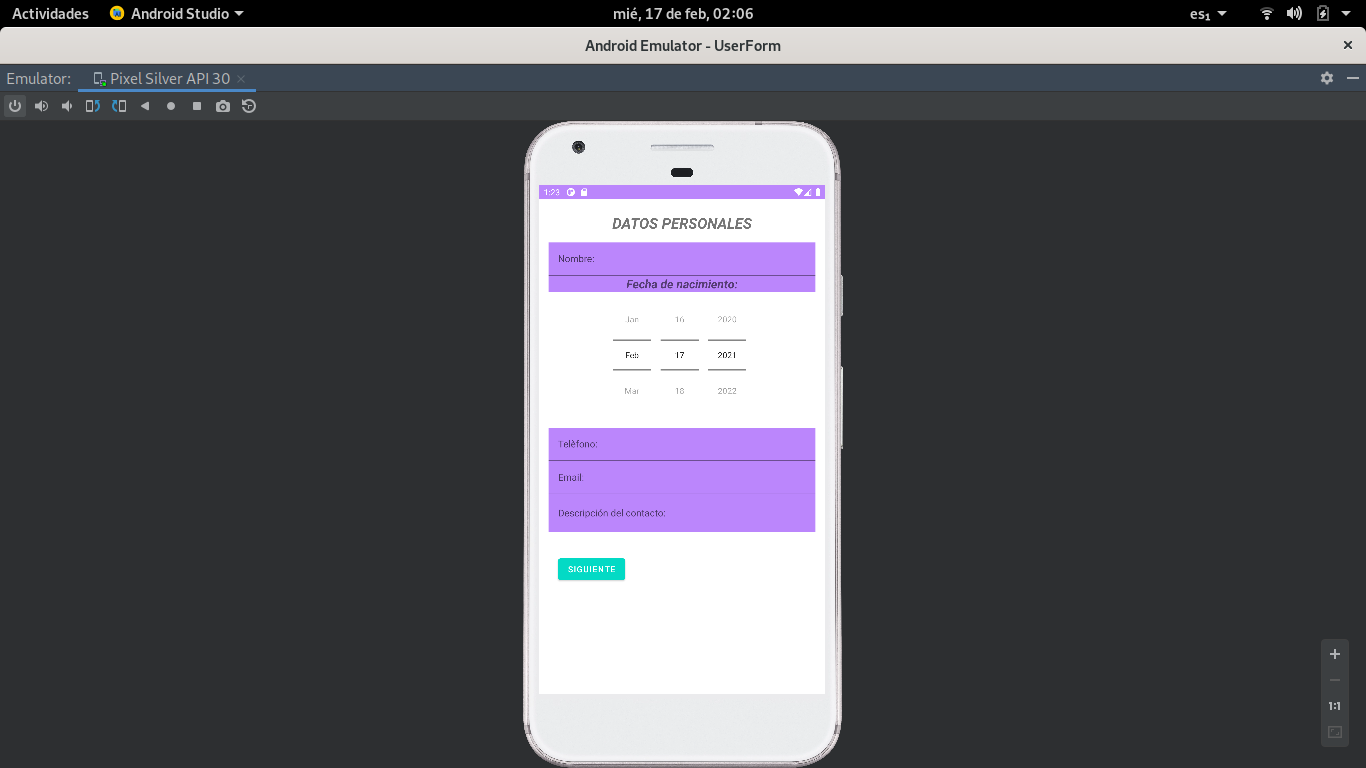 Actividades Android Studio mié, 17 de feb, 02:06 es₁
Android Emulator - UserForm
Emulator: Pixel Silver API 30
1:23
DATOS PERSONALES
Nombre:
Fecha de nacimiento:
Jan 16 2020
Feb 17 2021
Mar 18 2022
Telèfono:
Email:
Descripción del contacto:
SIGUIENTE
1:1